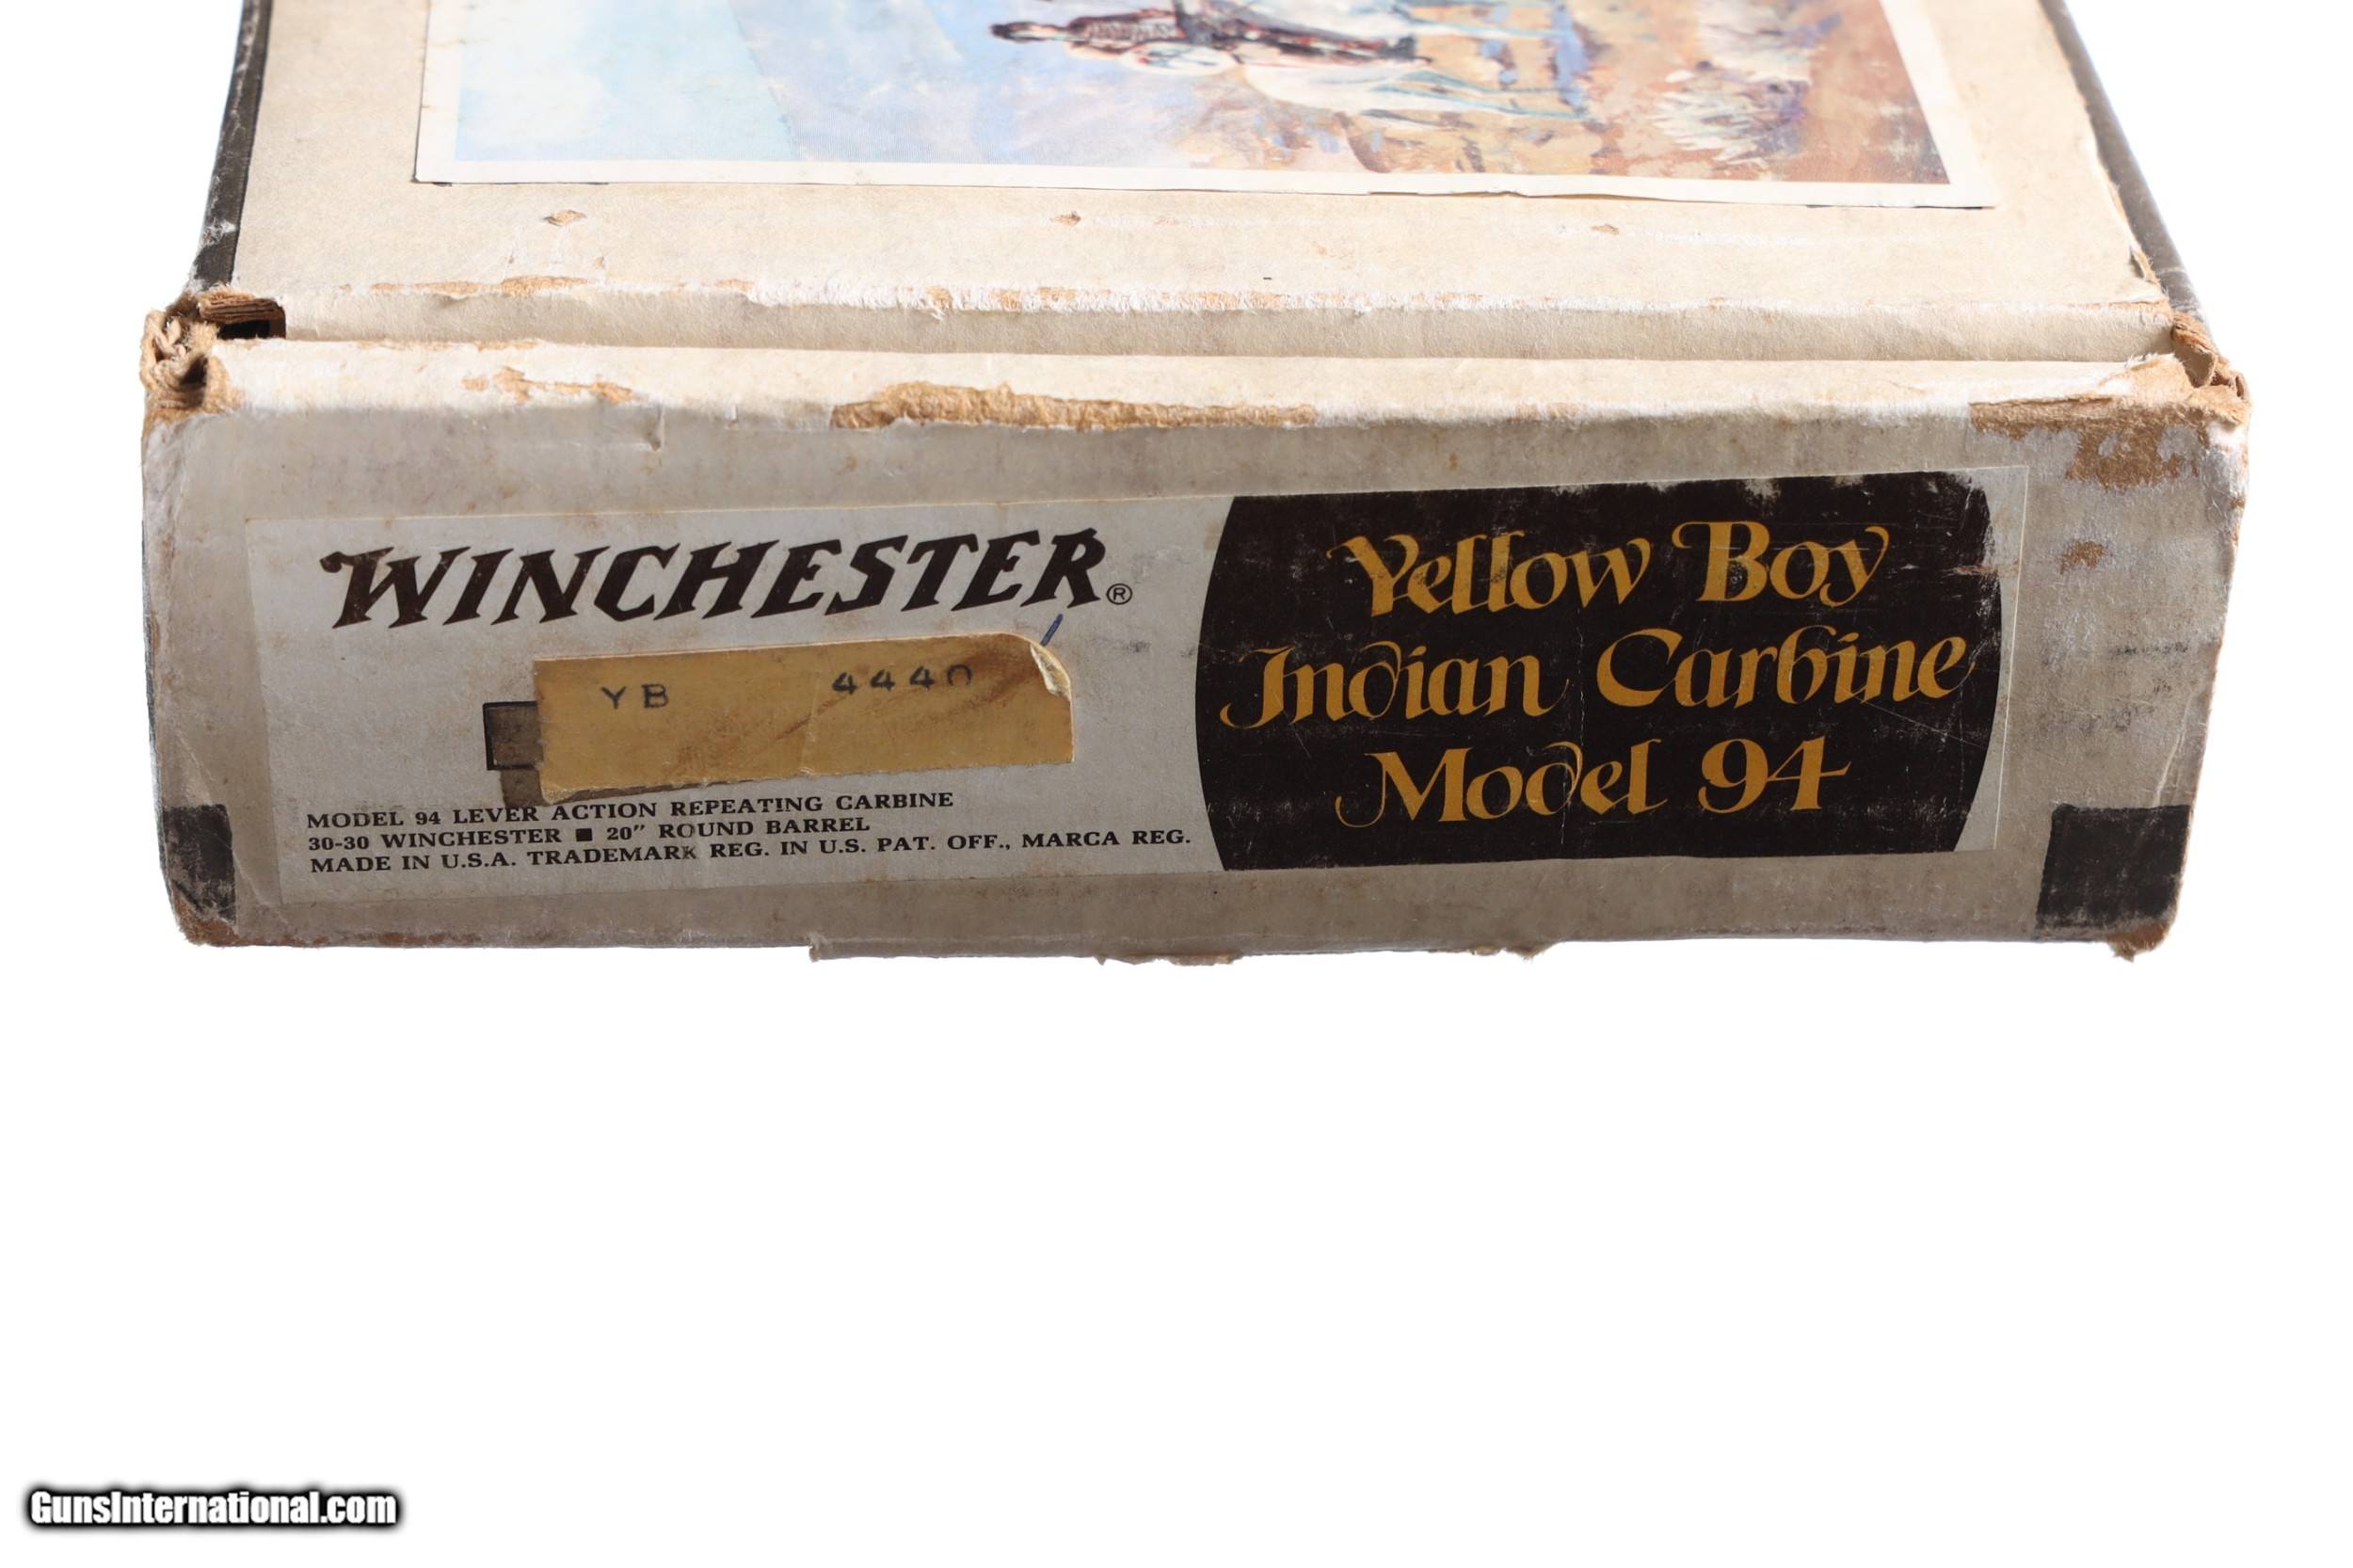 WINCHESTER®
YB 4440
MODEL 94 LEVER ACTION REPEATING CARBINE
30-30 WINCHESTER ■ 20" ROUND BARREL
MADE IN U.S.A. TRADEMARK REG. IN U.S. PAT. OFF., MARCA REG.
Yellow Boy
Indian Carbine
Model 94
GunsInternational.com